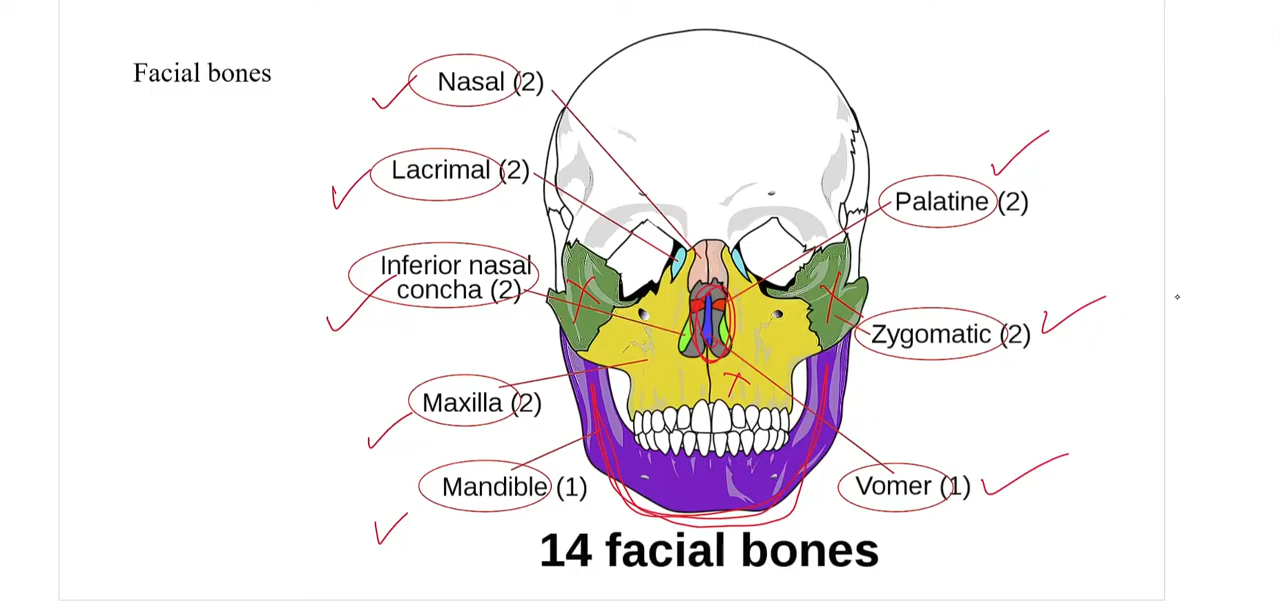 Facial bones
Nasal (2)
Lacrimal (2)
Inferior nasal
concha (2)
Maxilla (2)
Mandible (1)
Palatine (2)
Zygomatic (2)
Vomer (1)
14 facial bones